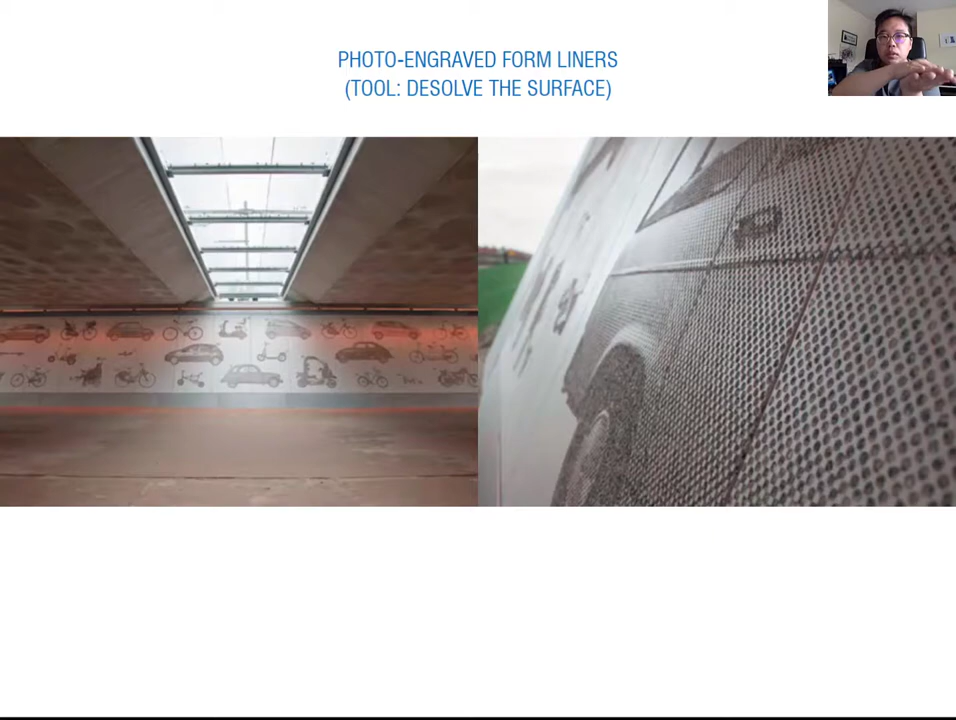 PHOTO-ENGRAVED FORM LINERS
(TOOL: DESOLVE THE SURFACE)